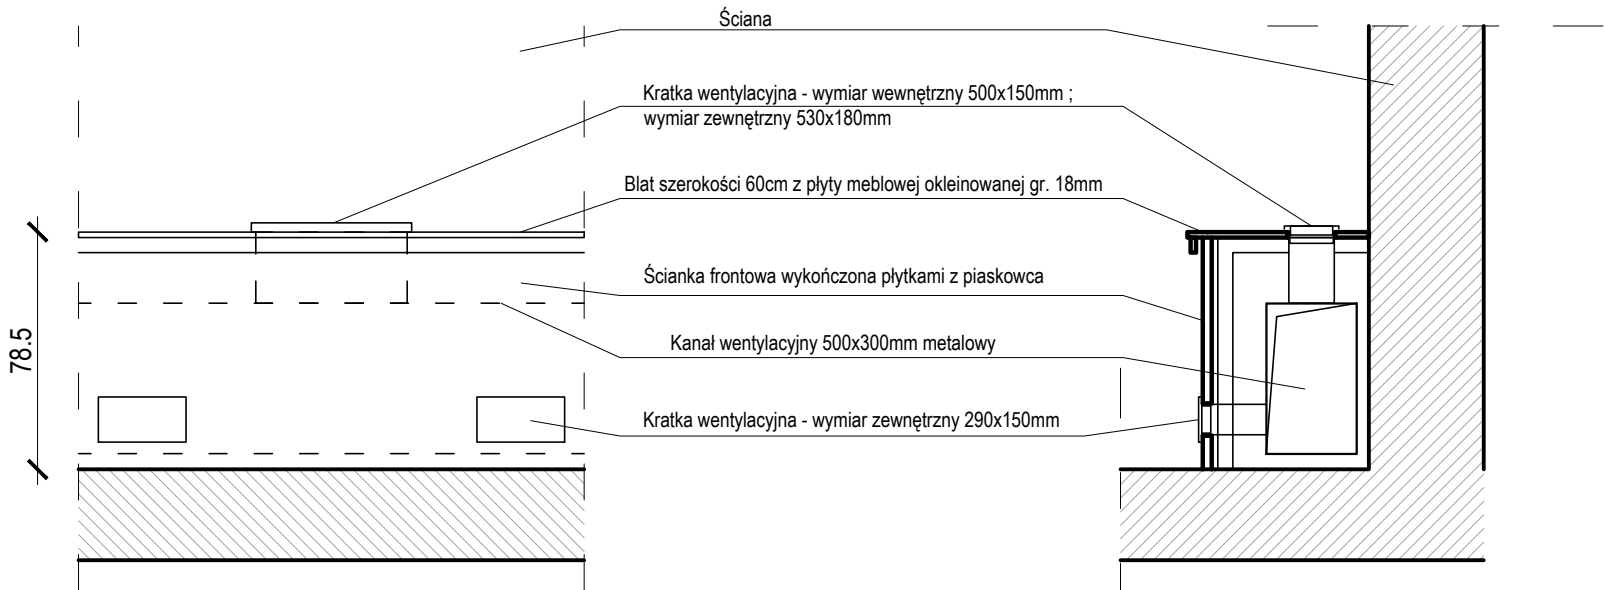 Ściana
Kratka wentylacyjna - wymiar wewnętrzny 500x150mm ;
wymiar zewnętrzny 530x180mm
Blat szerokości 60cm z płyty meblowej okleinowanej gr. 18mm
Ścianka frontowa wykończona płytkami z piaskowca
Kanał wentylacyjny 500x300mm metalowy
Kratka wentylacyjna - wymiar zewnętrzny 290x150mm
78.5